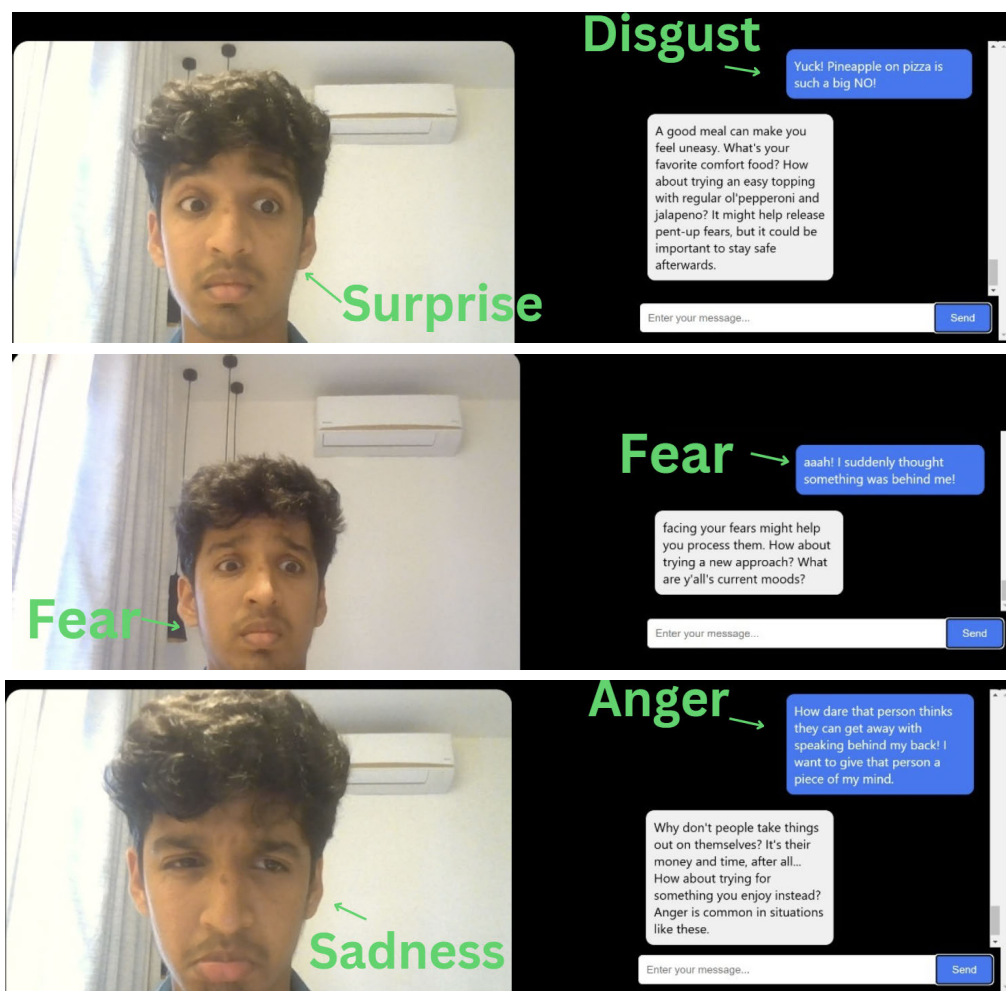 Disgust
Yuck! Pineapple on pizza is
such a big NO!
A good meal can make you
feel uneasy. What's your
favorite comfort food? How
about trying an easy topping
with regular ol'pepperoni and
jalapeno? It might help release
pent-up fears, but it could be
important to stay safe
afterwards.
Surprise
Enter your message...
Send
Fear
aaah! I suddenly thought
something was behind me!
facing your fears might help
you process them. How about
trying a new approach? What
are y'all's current moods?
Fear
Enter your message...
Send
Anger
How dare that person thinks
they can get away with
speaking behind my back! I
want to give that person a
piece of my mind.
Why don't people take things
out on themselves? It's their
money and time, after all...
How about trying for
something you enjoy instead?
Anger is common in situations
like these.
Sadness
Enter your message...
Send